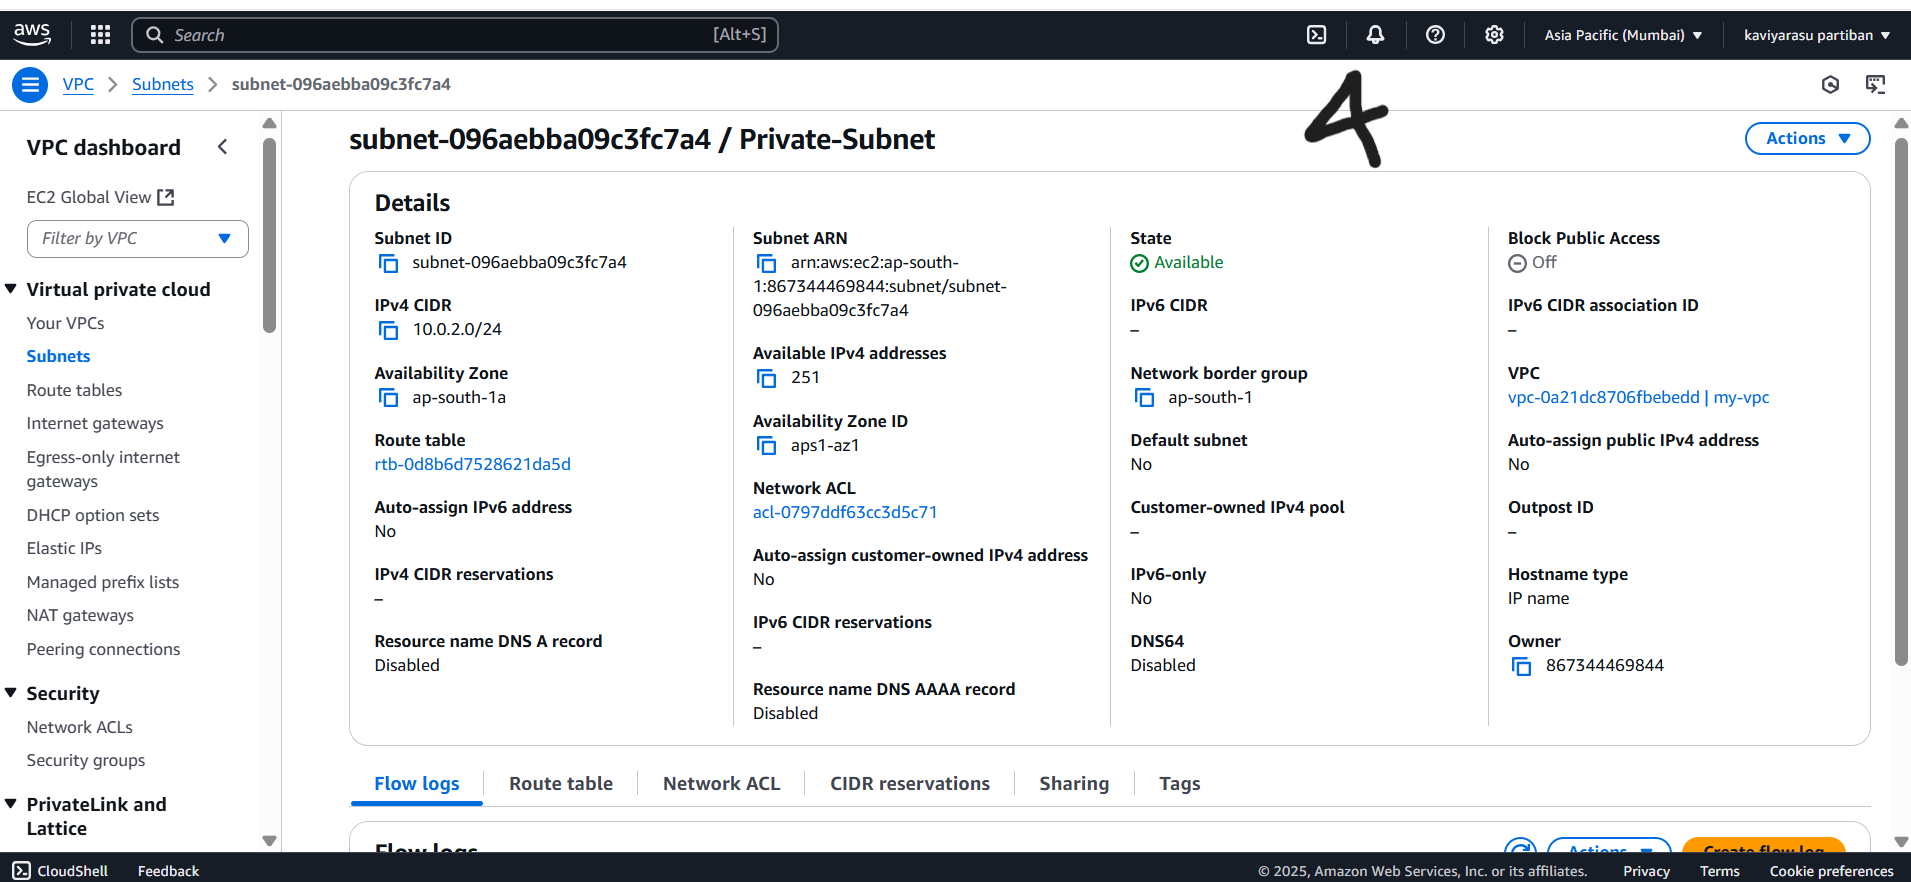 aws Search [Alt+S] Asia Pacific (Mumbai) kaviyarasu partiban
VPC Subnets subnet-096aebba09c3fc7a4
4
VPC dashboard
EC2 Global View
Filter by VPC
Virtual private cloud
Your VPCs
Subnets
Route tables
Internet gateways
Egress-only internet
gateways
DHCP option sets
Elastic IPs
Managed prefix lists
NAT gateways
Peering connections
Security
Network ACLs
Security groups
PrivateLink and
Lattice
subnet-096aebba09c3fc7a4 / Private-Subnet
Actions
Details
Subnet ID
subnet-096aebba09c3fc7a4
IPv4 CIDR
10.0.2.0/24
Availability Zone
ap-south-1a
Route table
rtb-0d8b6d7528621da5d
Auto-assign IPv6 address
No
IPv4 CIDR reservations
–
Resource name DNS A record
Disabled
Subnet ARN
arn:aws:ec2:ap-south-
1:867344469844:subnet/subnet-
096aebba09c3fc7a4
Available IPv4 addresses
251
Availability Zone ID
aps1-az1
Network ACL
acl-0797ddf63cc3d5c71
Auto-assign customer-owned IPv4 address
No
IPv6 CIDR reservations
–
Resource name DNS AAAA record
Disabled
State
Available
IPv6 CIDR
–
Network border group
ap-south-1
Default subnet
No
Customer-owned IPv4 pool
–
IPv6-only
No
DNS64
Disabled
Block Public Access
Off
IPv6 CIDR association ID
–
VPC
vpc-0a21dc8706fbebedd | my-vpc
Auto-assign public IPv4 address
No
Outpost ID
–
Hostname type
IP name
Owner
867344469844
Flow logs Route table Network ACL CIDR reservations Sharing Tags
Flow logs Actions Create flow log
CloudShell Feedback © 2025, Amazon Web Services, Inc. or its affiliates. Privacy Terms Cookie preferences